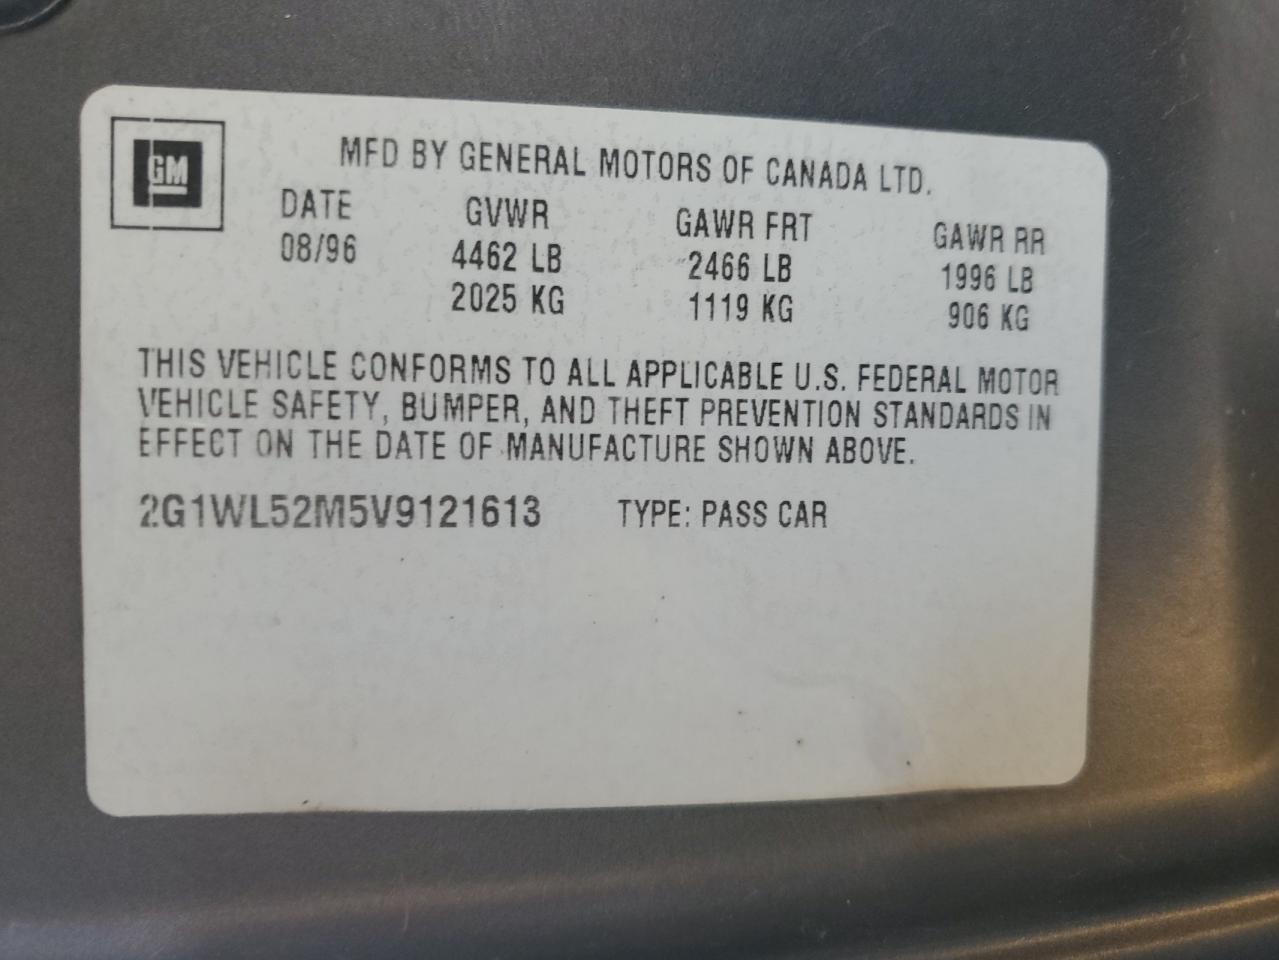 GM
MFD BY GENERAL MOTORS OF CANADA LTD.
DATE GVWR GAWR FRT GAWR RR
08/96 4462 LB 2466 LB 1996 LB
2025 KG 1119 KG 906 KG
THIS VEHICLE CONFORMS TO ALL APPLICABLE U.S. FEDERAL MOTOR
VEHICLE SAFETY, BUMPER, AND THEFT PREVENTION STANDARDS IN
EFFECT ON THE DATE OF MANUFACTURE SHOWN ABOVE.
2G1WL52M5V9121613 TYPE: PASS CAR